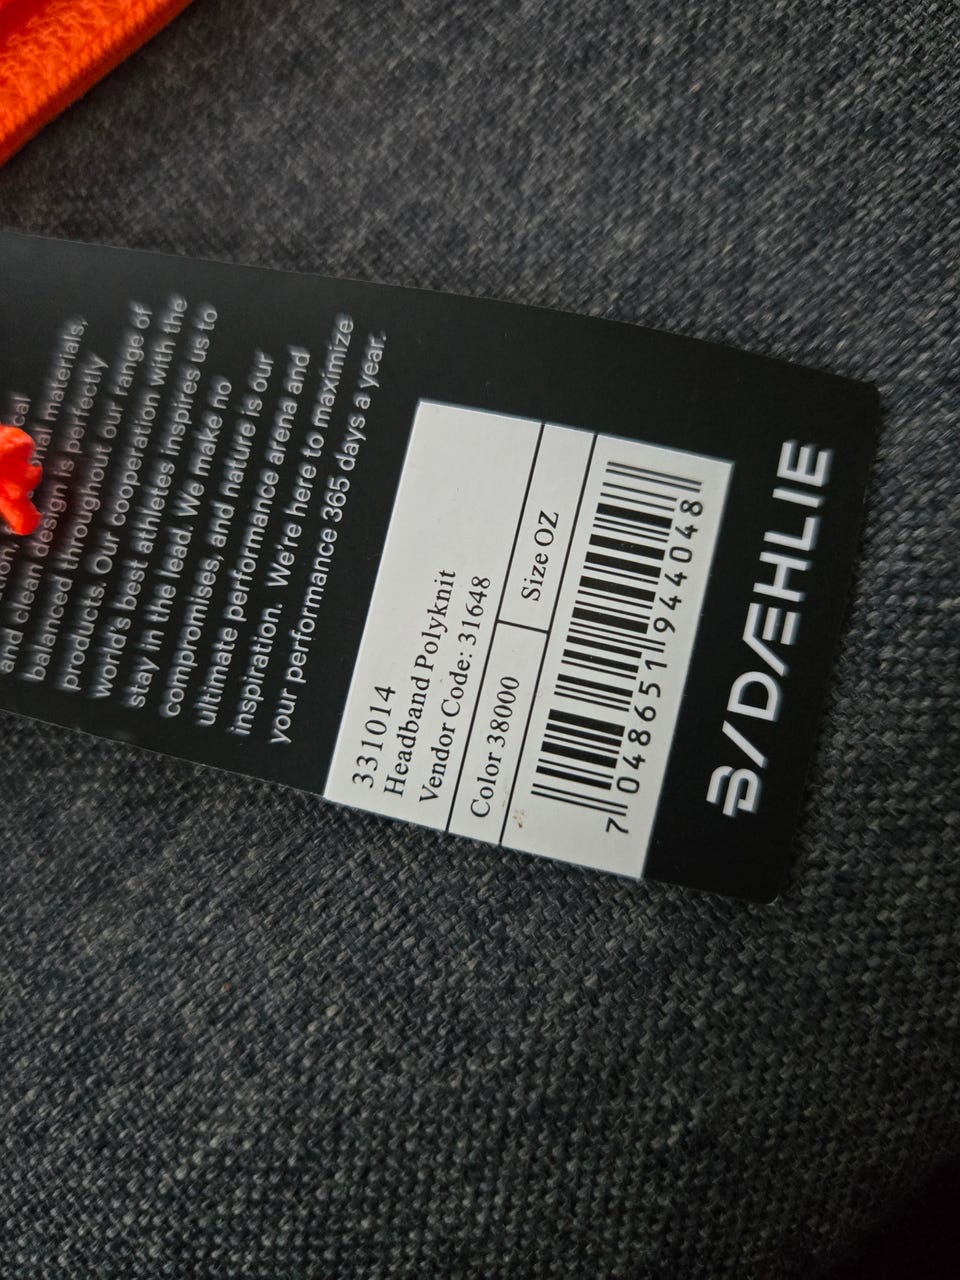 and clean design is perfectly
balanced throughout our range of
products. Our cooperation with the
world's best athletes inspires us to
stay in the lead. We make no
compromises, and nature is our
ultimate performance arena and
inspiration. We're here to maximize
your performance 365 days a year.
331014
Headband Polyknit
Vendor Code: 31648
Color 38000
Size OZ
7 048651 944048
BJDÆHLIE